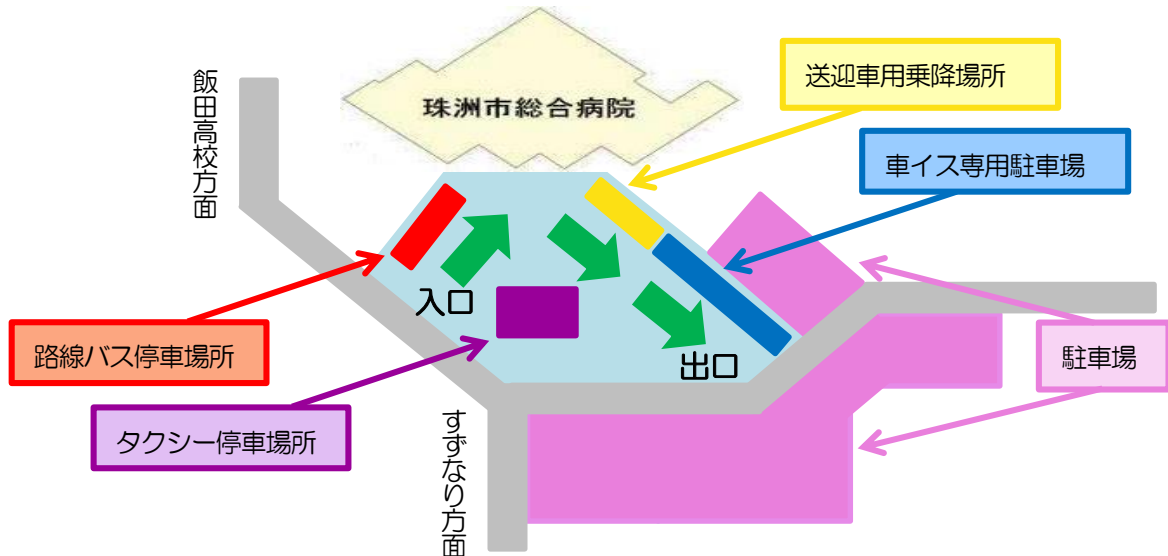 飯田高校方面
珠洲市総合病院
送迎車用乗降場所
車イス専用駐車場
入口
路線バス停車場所
出口
駐車場
タクシー停車場所
すずなり方面